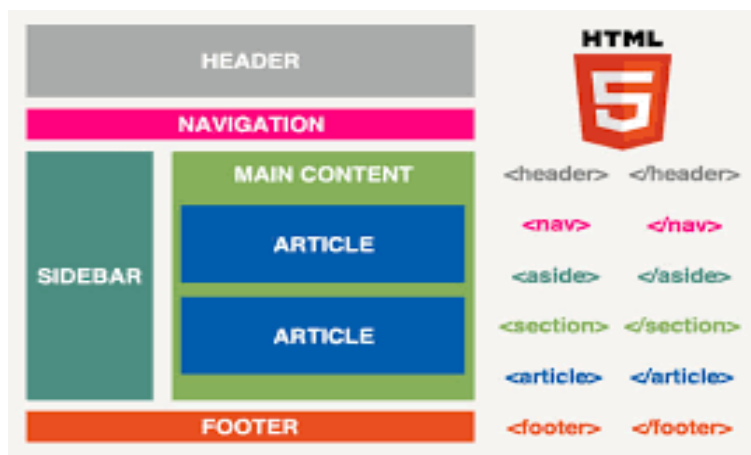 HEADER
NAVIGATION
SIDEBAR
MAIN CONTENT
ARTICLE
ARTICLE
FOOTER
HTML
5
<header> </header>
<nav> </nav>
<aside> </aside>
<section> </section>
<article> </article>
<footer> </footer>